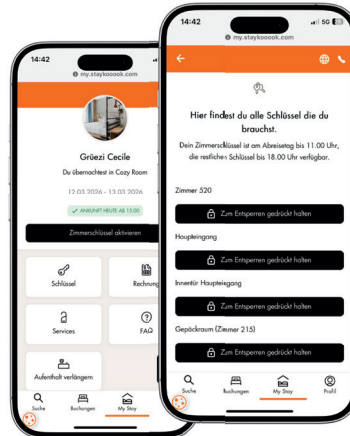 14:42
my.staykooook.com
Grüezi Cecile
Du übernachtest in Cozy Room
12.03.2026 - 13.03.2026
ANKUNFT HEUTE AB 15:00
Zimmerschlüssel aktivieren
Schlüssel
Rechnung
Services
FAQ
Aufenthalt verlängern
Suche
Buchungen
My Stay
14:42
5G
my.staykooook.com
Hier findest du alle Schlüssel die du
brauchst.
Dein Zimmerschlüssel ist am Abreisetag bis 11.00 Uhr,
die restlichen Schlüssel bis 18.00 Uhr verfügbar.
Zimmer 520
Zum Entsperren gedrückt halten
Haupteingang
Zum Entsperren gedrückt halten
Innentür Haupteingang
Zum Entsperren gedrückt halten
Gepäckraum (Zimmer 215)
Zum Entsperren gedrückt halten
Suche
Buchungen
My Stay
Profil